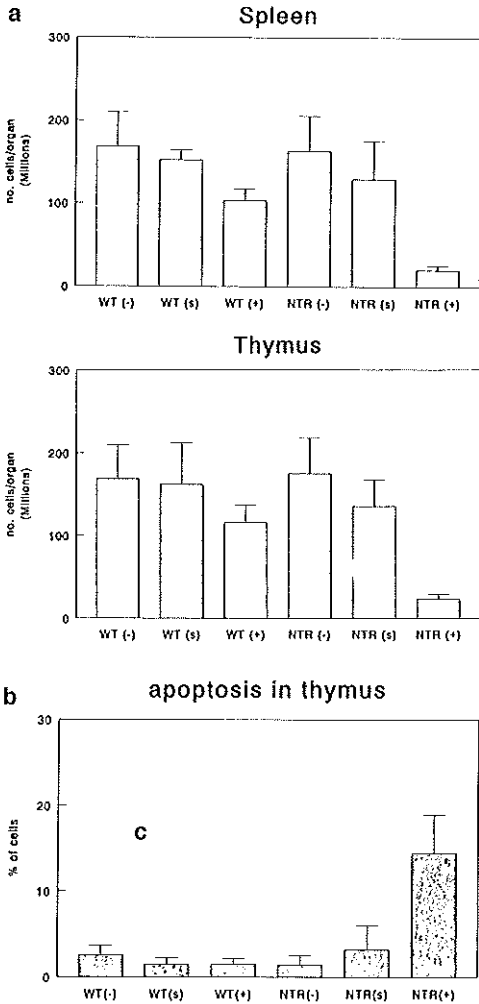 a
Spleen
300
200
100
0
no. cells/organ
(Millions)
WT (-) WT (s) WT (+) NTR (-) NTR (s) NTR (+)
Thymus
300
200
100
0
no. cells/organ
(Millions)
WT (-) WT (s) WT (+) NTR (-) NTR (s) NTR (+)
b
apoptosis in thymus
30
20
10
0
% of cells
c
WT(-) WT(s) WT(+) NTR(-) NTR(s) NTR(+)